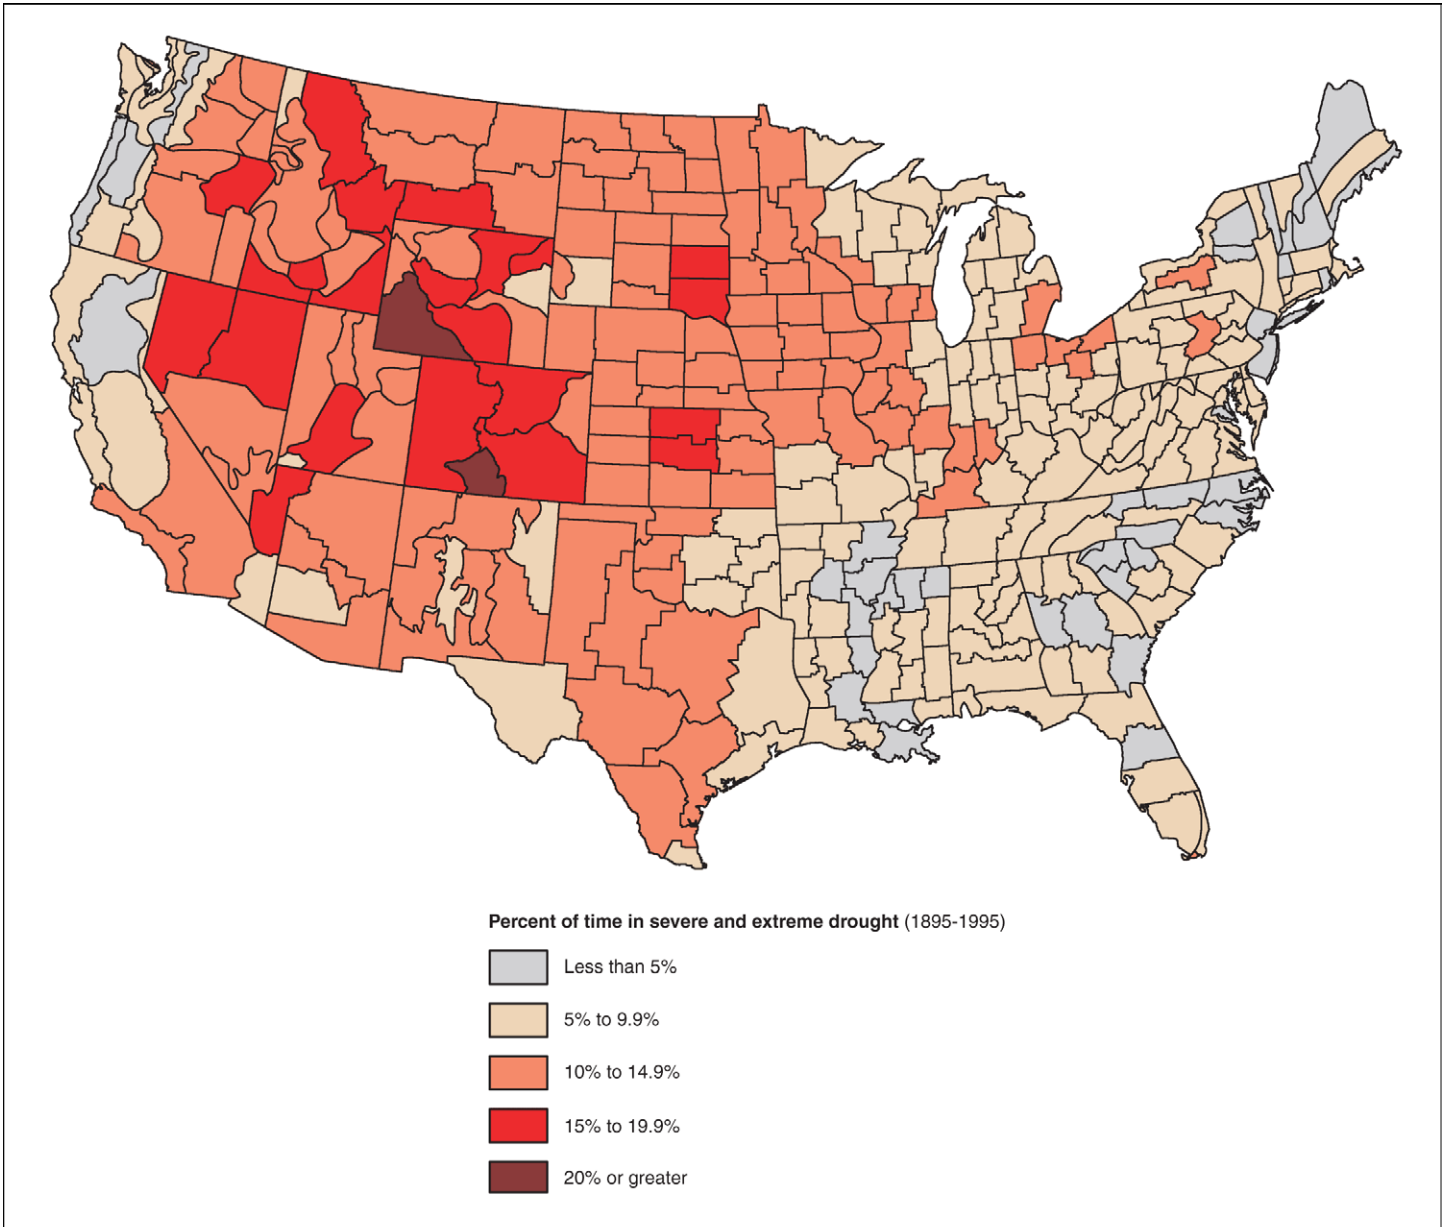 Percent of time in severe and extreme drought (1895-1995)
Less than 5%
5% to 9.9%
10% to 14.9%
15% to 19.9%
20% or greater